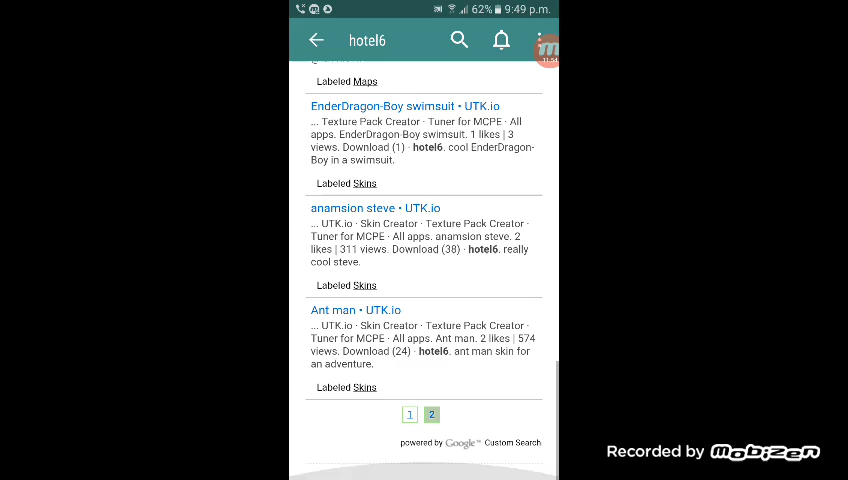 62% 9:49 p.m.
hotel6
11:54
Labeled Maps
EnderDragon-Boy swimsuit • UTK.io
... Texture Pack Creator · Tuner for MCPE · All
apps. EnderDragon-Boy swimsuit. 1 likes | 3
views. Download (1) · hotel6. cool EnderDragon-
Boy in a swimsuit.
Labeled Skins
anamsion steve • UTK.io
... UTK.io · Skin Creator · Texture Pack Creator ·
Tuner for MCPE · All apps. anamsion steve. 2
likes | 311 views. Download (38) · hotel6. really
cool steve.
Labeled Skins
Ant man • UTK.io
... UTK.io · Skin Creator · Texture Pack Creator ·
Tuner for MCPE · All apps. Ant man. 2 likes | 574
views. Download (24) · hotel6. ant man skin for
an adventure.
Labeled Skins
1 2
powered by Google™ Custom Search
Recorded by mobizen